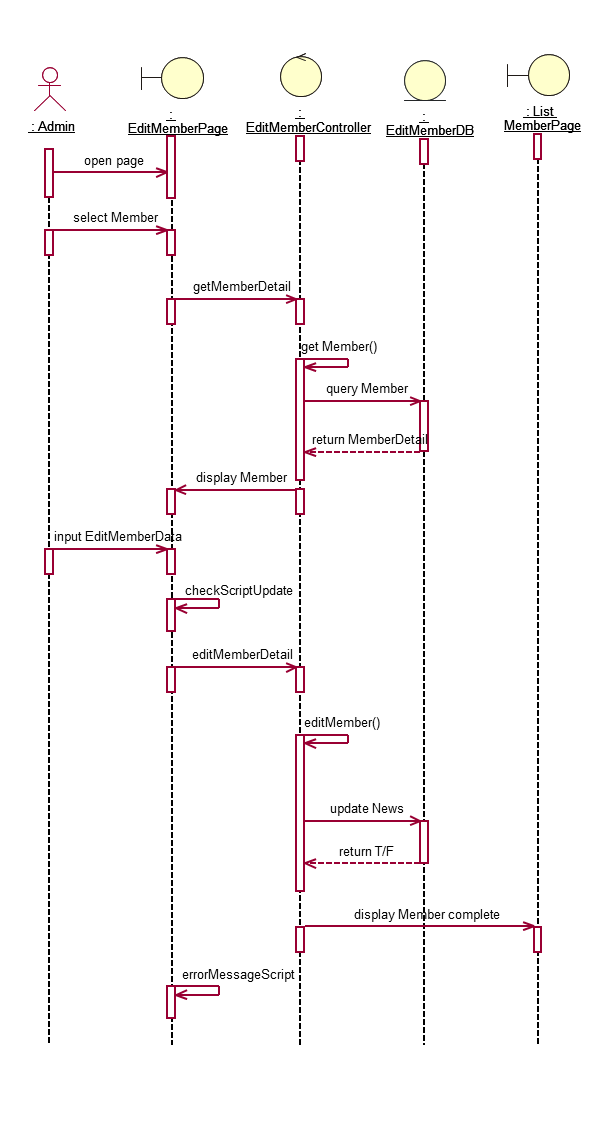 : Admin
:
EditMemberPage
:
EditMemberController
:
EditMemberDB
: List
MemberPage
open page
select Member
getMemberDetail
get Member()
query Member
return MemberDetail
display Member
input EditMemberData
checkScriptUpdate
editMemberDetail
editMember()
update News
return T/F
display Member complete
errorMessageScript